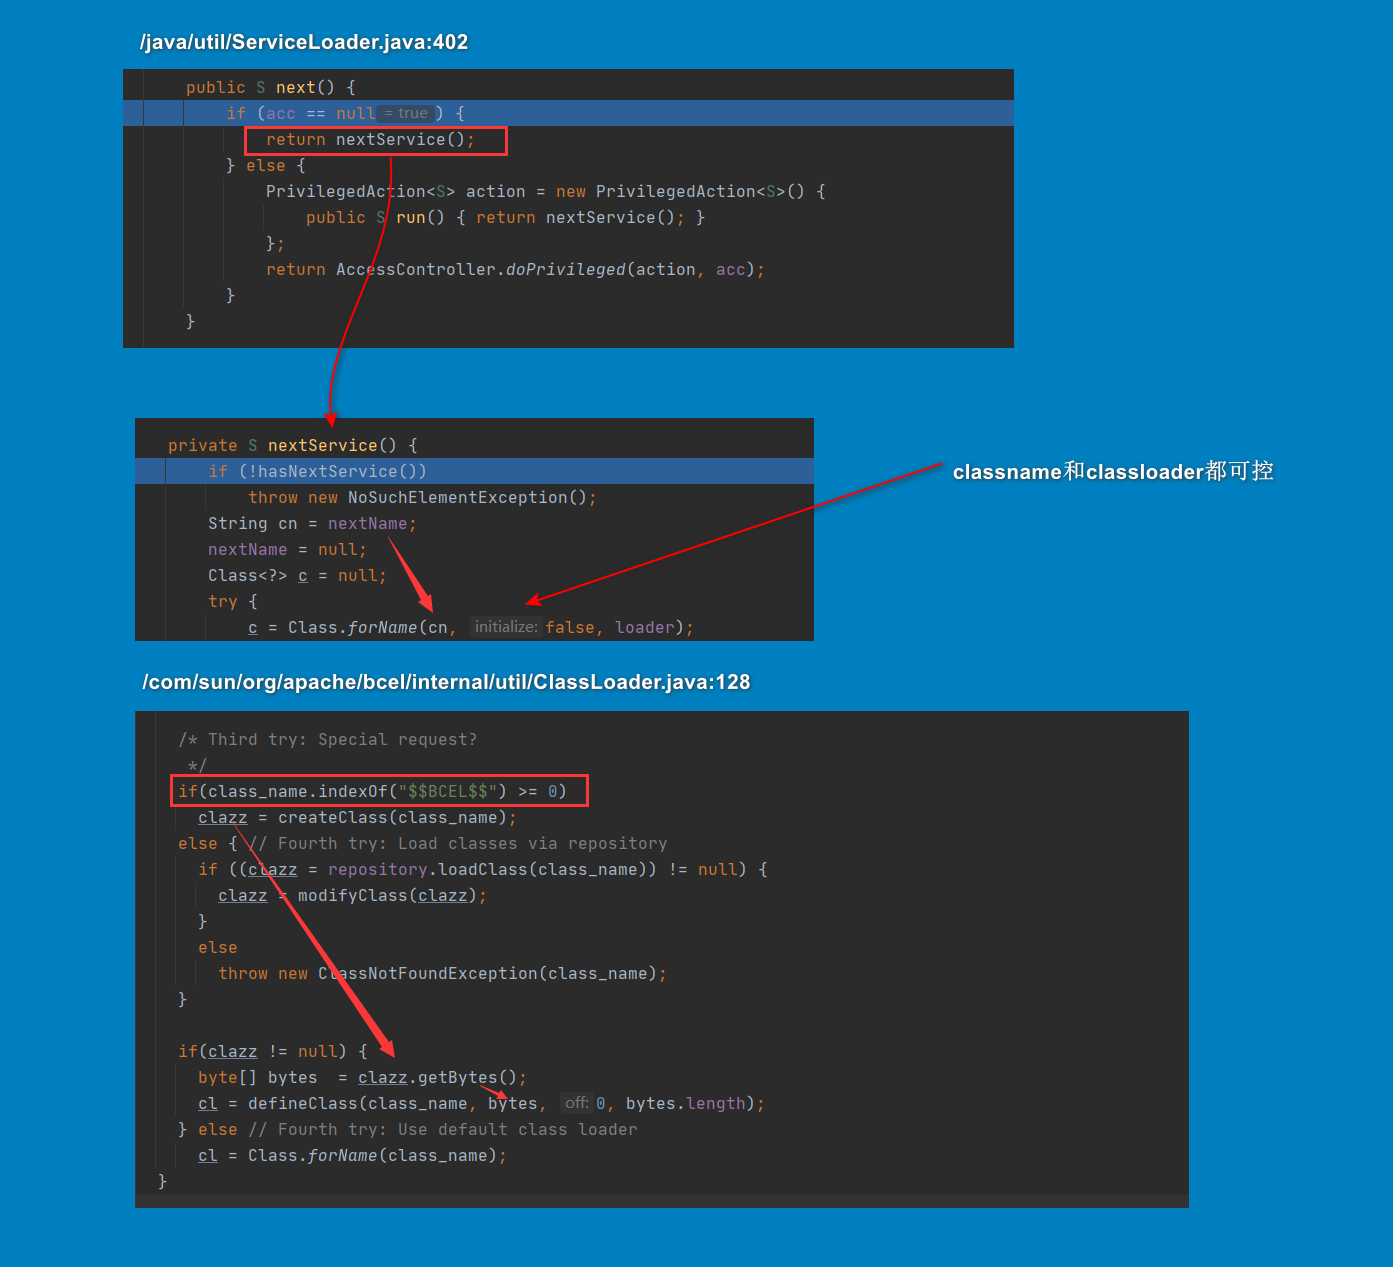 /java/util/ServiceLoader.java:402
public S next() {
if (acc == null = true ) {
return nextService();
} else {
PrivilegedAction<S> action = new PrivilegedAction<S>() {
public S run() { return nextService(); }
};
return AccessController.doPrivileged(action, acc);
}
}
private S nextService() {
if (!hasNextService())
throw new NoSuchElementException();
String cn = nextName;
nextName = null;
Class<?> c = null;
try {
c = Class.forName(cn, initialize: false, loader);
classname和classloader都可控
/com/sun/org/apache/bcel/internal/util/ClassLoader.java:128
/* Third try: Special request?
*/
if(class_name.indexOf("$$BCEL$$") >= 0)
clazz = createClass(class_name);
else { // Fourth try: Load classes via repository
if ((clazz = repository.loadClass(class_name)) != null) {
clazz = modifyClass(clazz);
}
else
throw new ClassNotFoundException(class_name);
}
if(clazz != null) {
byte[] bytes = clazz.getBytes();
cl = defineClass(class_name, bytes, off: 0, bytes.length);
} else // Fourth try: Use default class loader
cl = Class.forName(class_name);
}